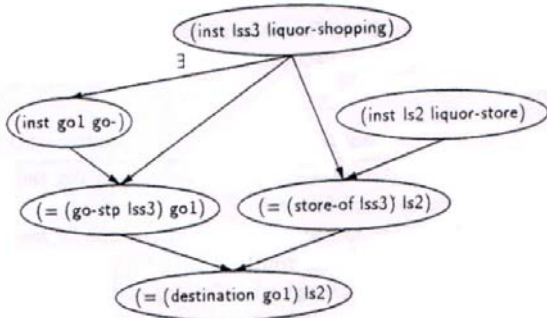 (inst lss3 liquor-shopping)
∃
(inst go1 go-)
(inst ls2 liquor-store)
(= (go-stp lss3) go1)
(= (store-of lss3) ls2)
(= (destination go1) ls2)